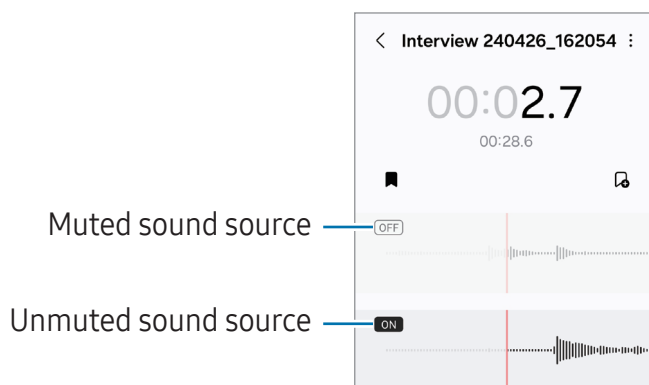 Interview 240426_162054
00:02.7
00:28.6
Muted sound source
OFF
Unmuted sound source
ON